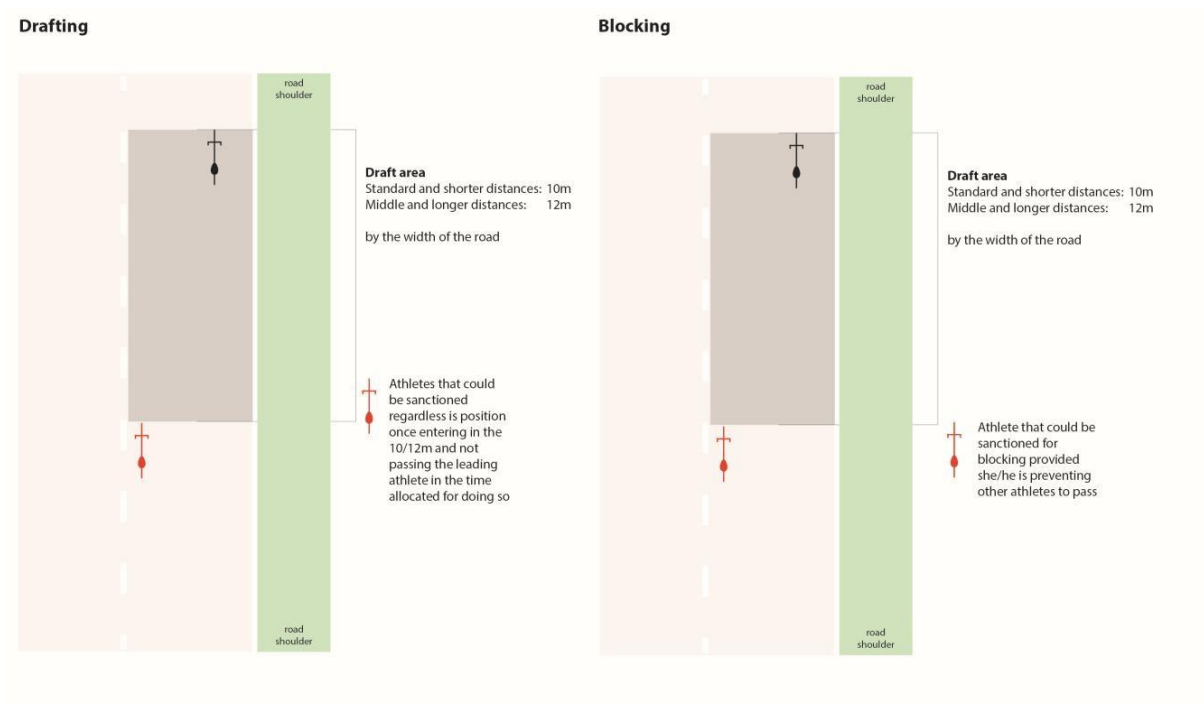 Drafting
road
shoulder
Draft area
Standard and shorter distances: 10m
Middle and longer distances: 12m
by the width of the road
Athletes that could
be sanctioned
regardless is position
once entering in the
10/12m and not
passing the leading
athlete in the time
allocated for doing so
road
shoulder
Blocking
road
shoulder
Draft area
Standard and shorter distances: 10m
Middle and longer distances: 12m
by the width of the road
Athlete that could be
sanctioned for
blocking provided
she/he is preventing
other athletes to pass
road
shoulder